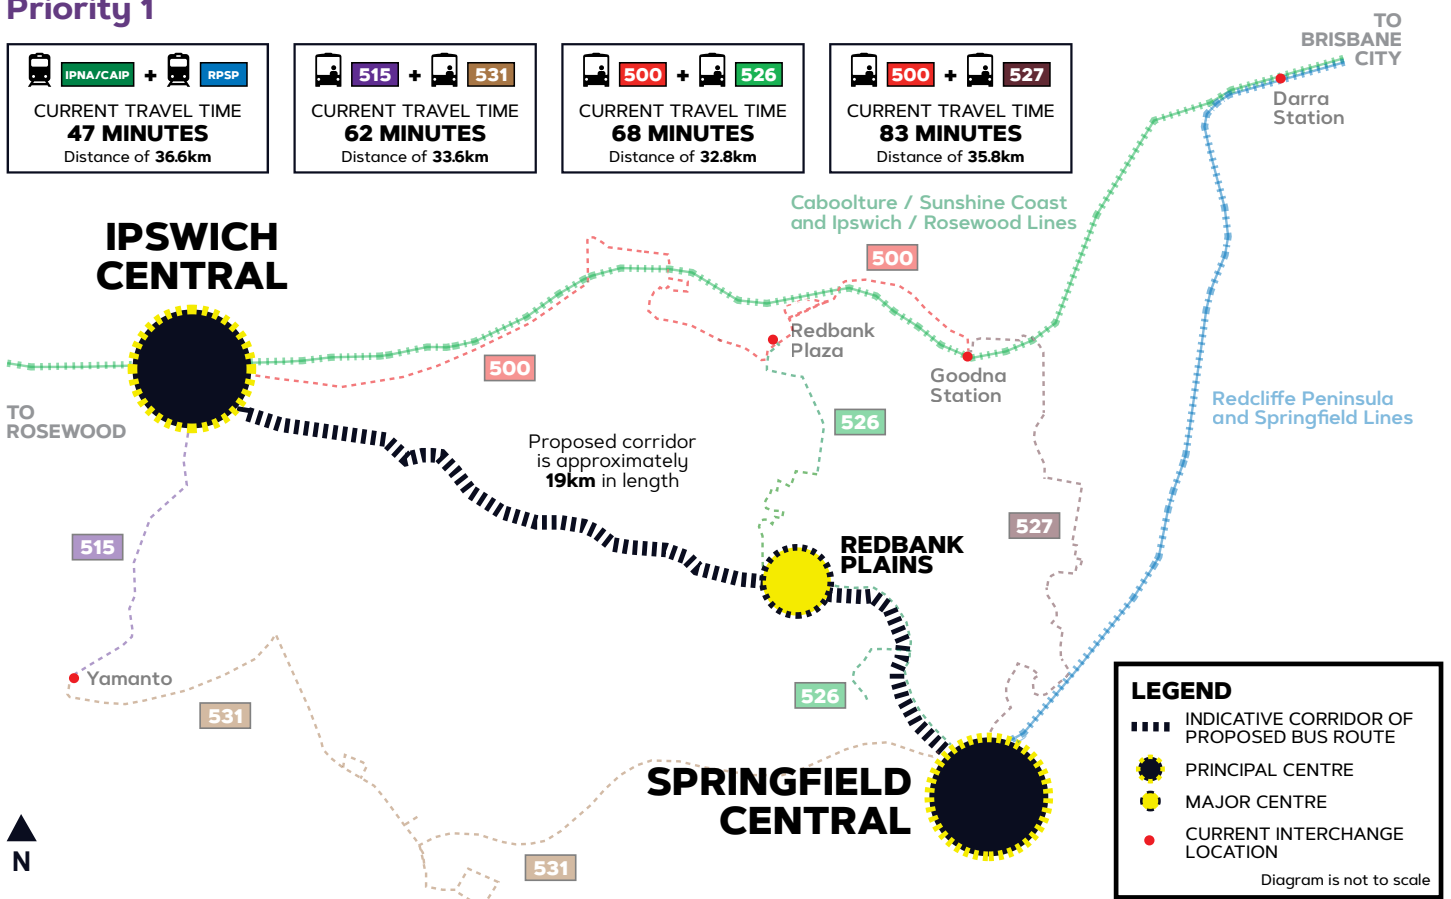 Priority 1
IPNA/CAIP + RPSP
CURRENT TRAVEL TIME
47 MINUTES
Distance of 36.6km
515 + 531
CURRENT TRAVEL TIME
62 MINUTES
Distance of 33.6km
500 + 526
CURRENT TRAVEL TIME
68 MINUTES
Distance of 32.8km
500 + 527
CURRENT TRAVEL TIME
83 MINUTES
Distance of 35.8km
TO
BRISBANE
CITY
Darra
Station
Caboolture / Sunshine Coast
and Ipswich / Rosewood Lines
IPSWICH
CENTRAL
500
Redbank
Plaza
500
Goodna
Station
TO
ROSEWOOD
Redcliffe Peninsula
and Springfield Lines
526
Proposed corridor
is approximately
19km in length
515
527
REDBANK
PLAINS
Yamanto
531
526
SPRINGFIELD
CENTRAL
531
N
LEGEND
INDICATIVE CORRIDOR OF
PROPOSED BUS ROUTE
PRINCIPAL CENTRE
MAJOR CENTRE
CURRENT INTERCHANGE
LOCATION
Diagram is not to scale